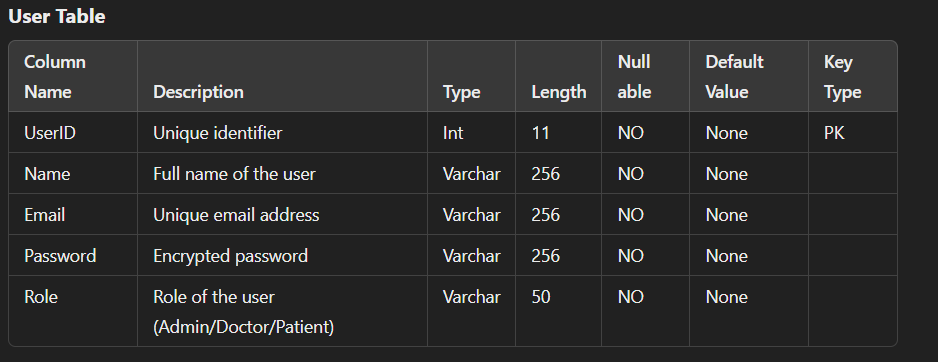 User Table
Column Name Description Type Length Null able Default Value Key Type
UserID Unique identifier Int 11 NO None PK
Name Full name of the user Varchar 256 NO None
Email Unique email address Varchar 256 NO None
Password Encrypted password Varchar 256 NO None
Role Role of the user (Admin/Doctor/Patient) Varchar 50 NO None